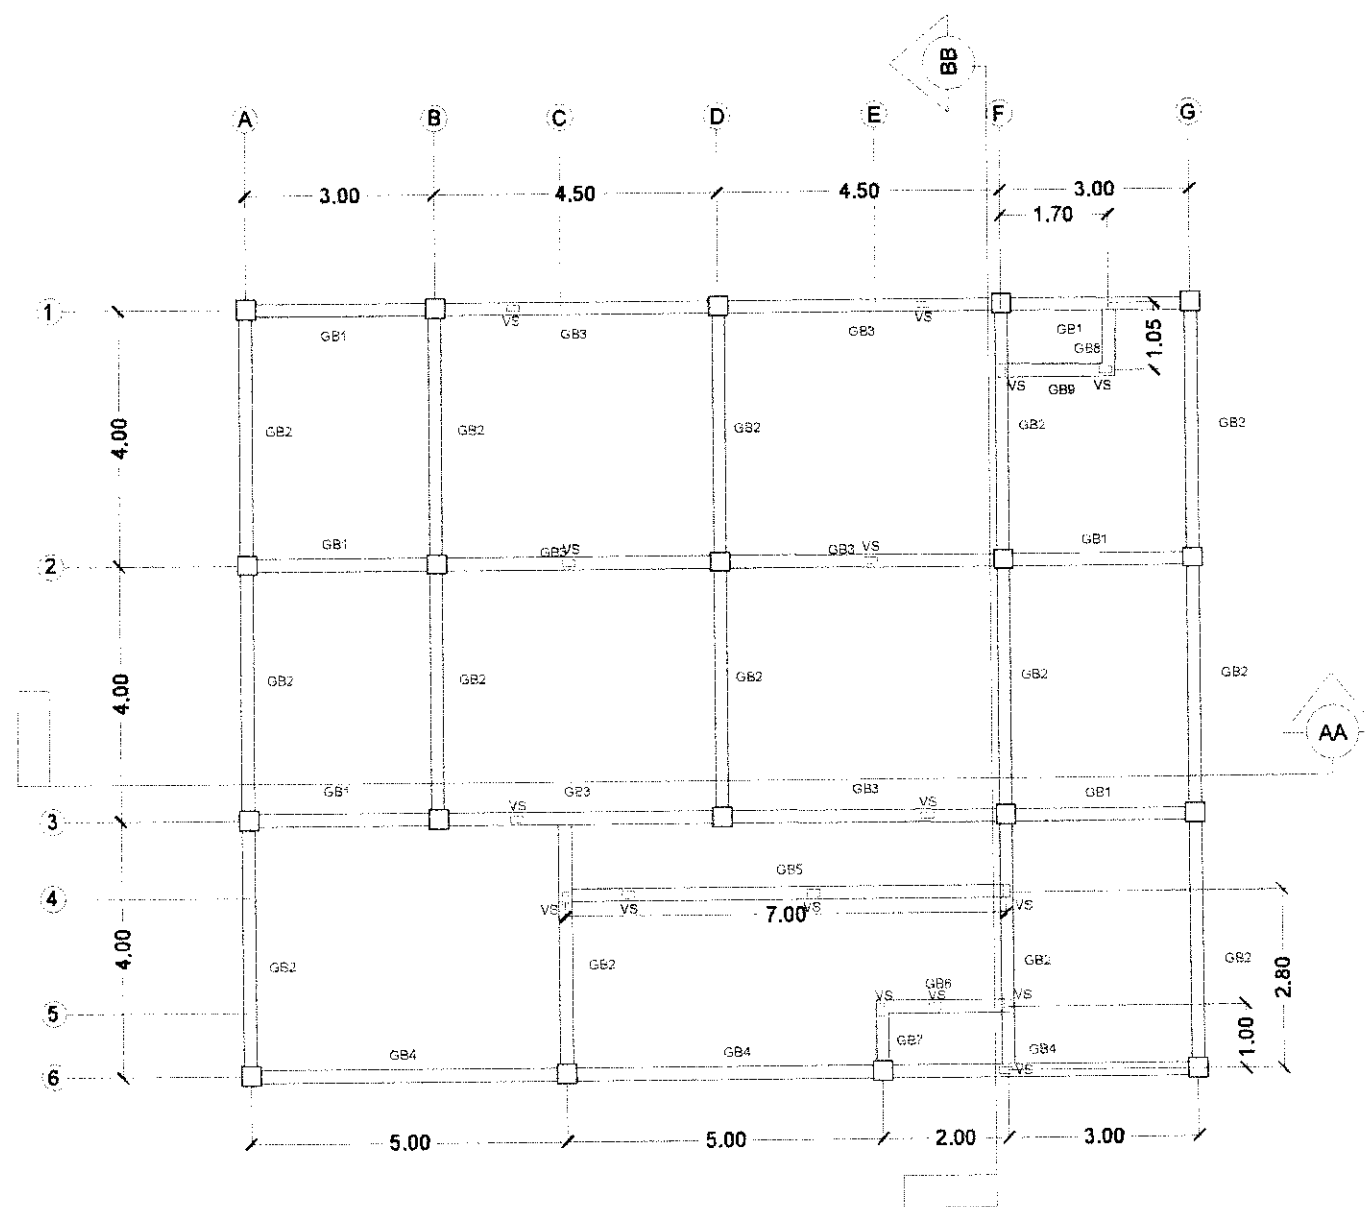 BB
A B C D E F G
3.00 4.50 4.50 3.00
1.70
1
VS VS
GB1 GB3 GB3 GB1
1.05
GB8
VS GB9 VS
4.00
GB2 GB2 GB2 GB2 GB2
GB1 GB3 VS GB3 VS GB1
2
4.00
GB2 GB2 GB2 GB2 GB2
AA
GB1 GB3 GB3 GB1
VS VS
3
GB5
4
VS VS VS VS
7.00
4.00
GB2 GB2 GB2 GB2
2.80
GB6
VS VS VS
5
1.00
GB7
GB4 GB4 GB4
6
VS
5.00 5.00 2.00 3.00